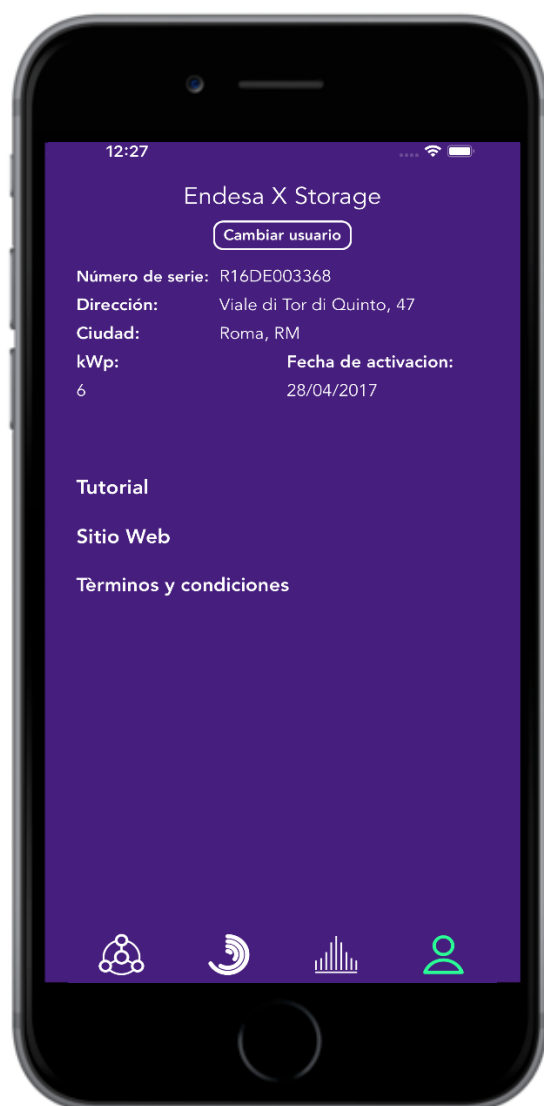 12:27
Endesa X Storage
Cambiar usuario
Número de serie: R16DE003368
Dirección: Viale di Tor di Quinto, 47
Ciudad: Roma, RM
kWp: Fecha de activacion:
6 28/04/2017
Tutorial
Sitio Web
Tèrminos y condiciones